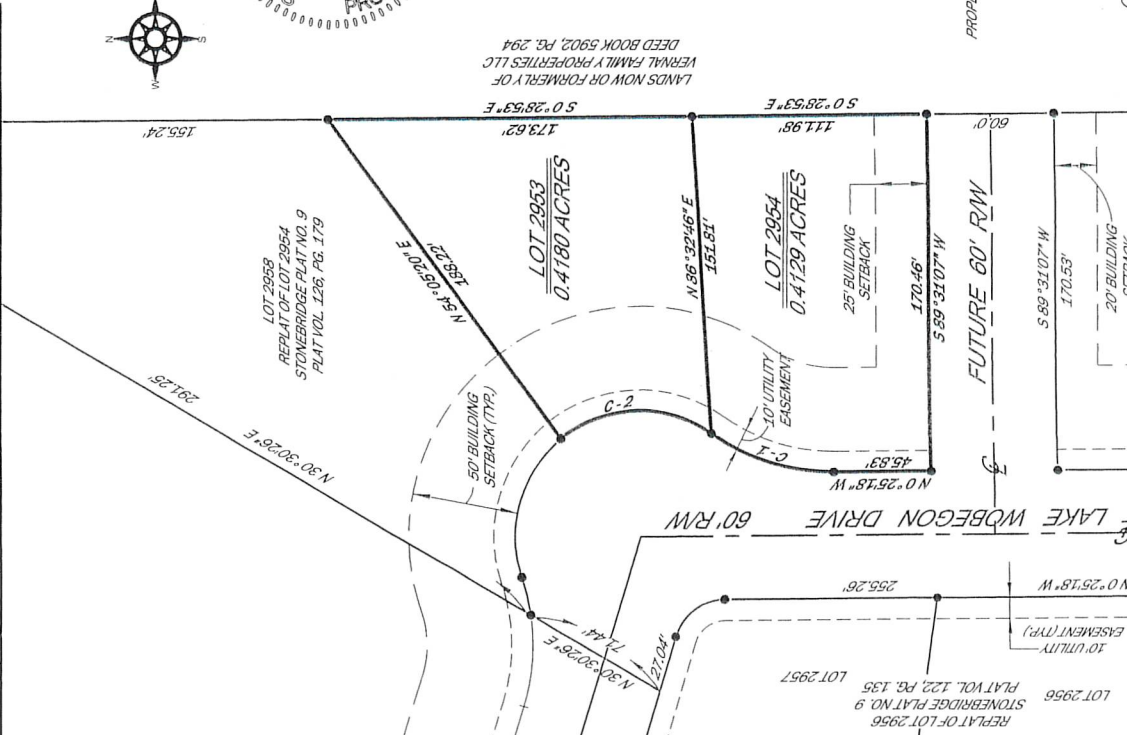 N
S
W
LANDS NOW OR FORMERLY OF
VERNAL FAMILY PROPERTIES LLC
DEED BOOK 5902, PG. 294
155.24'
S 0°28'53" E
173.62'
S 0°28'53" E
111.98'
60.0'
LOT 2958
REPLAT OF LOT 2954
STONEBRIDGE PLAT NO. 9
PLAT VOL. 126, PG. 179
N 54°05'20" E
188.22'
LOT 2953
0.4180 ACRES
N 86°32'46" E
151.81'
LOT 2954
0.4129 ACRES
25' BUILDING
SETBACK
170.46'
S 89°31'07" W
FUTURE 60' R/W
S 89°31'07" W
170.53'
20' BUILDING
SETBACK
291.25'
N 30°30'26" E
50' BUILDING
SETBACK (TYP.)
C-2
C-1
10' UTILITY
EASEMENT
45.83'
N 0°25'18" W
LAKE WOBEGON DRIVE 60' R/W
71.44'
N 30°30'26" E
27.04'
255.26'
N 0°25'18" W
10' UTILITY
EASEMENT (TYP.)
LOT 2957
REPLAT OF LOT 2956
STONEBRIDGE PLAT NO. 9
PLAT VOL. 122, PG. 135
LOT 2956